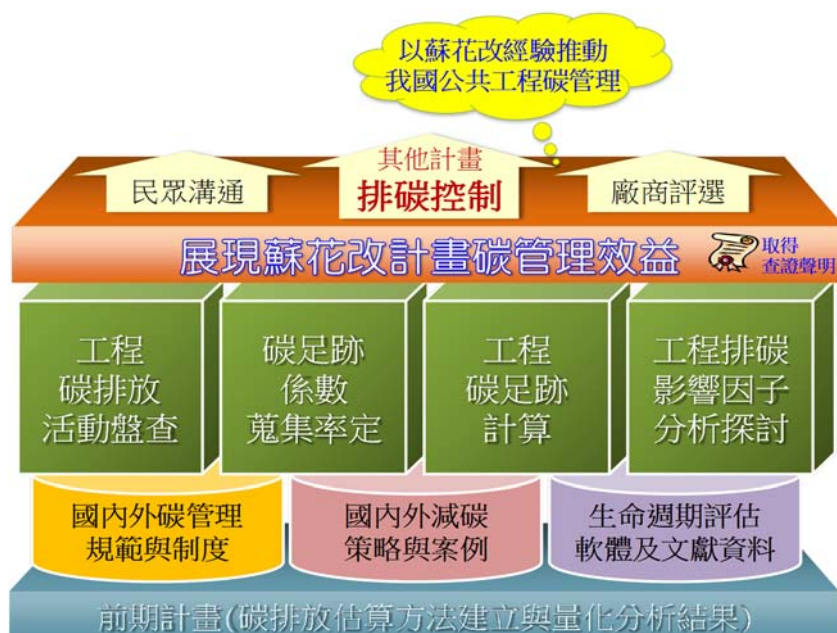 以蘇花改經驗推動
我國公共工程碳管理
民眾溝通
其他計畫
排碳控制
廠商評選
展現蘇花改計畫碳管理效益
取得
查證聲明
工程
碳排放
活動盤查
碳足跡
係數
蒐集率定
工程
碳足跡
計算
工程排碳
影響因子
分析探討
國內外碳管理
規範與制度
國內外減碳
策略與案例
生命週期評估
軟體及文獻資料
前期計畫(碳排放估算方法建立與量化分析結果)